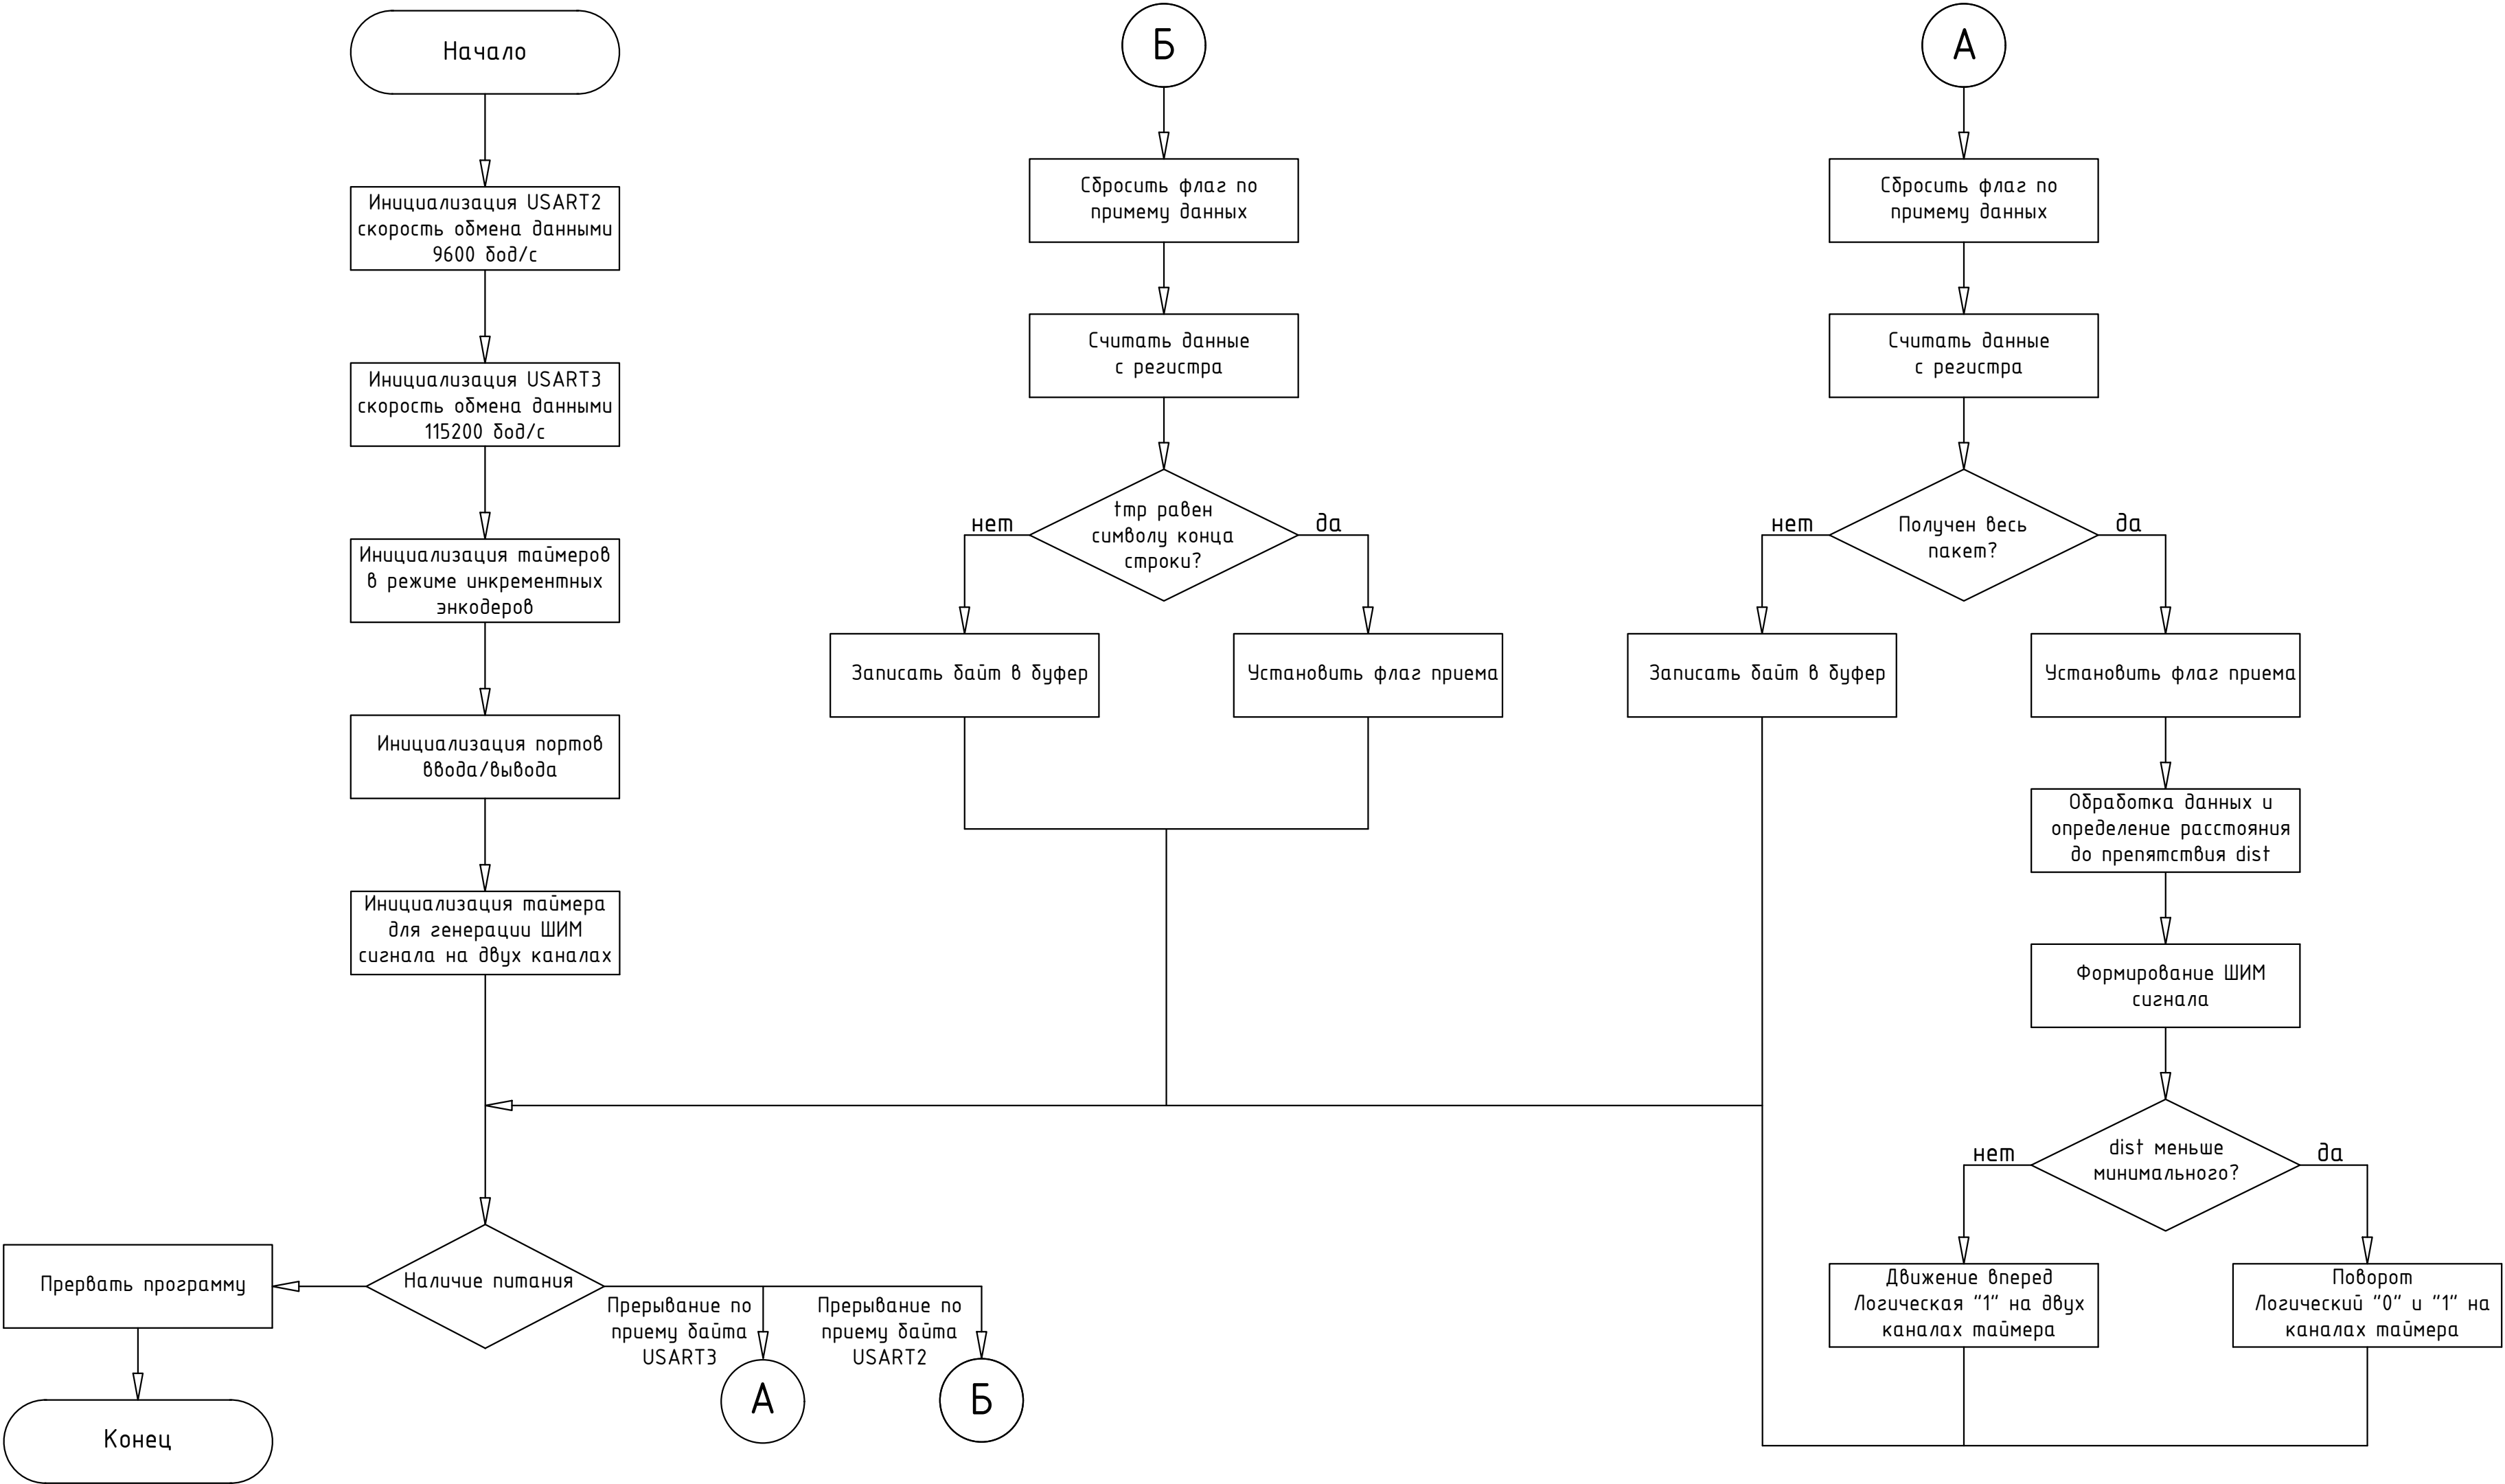 Начало
Инициализация USART2
скорость обмена данными
9600 бод/с
Инициализация USART3
скорость обмена данными
115200 бод/с
Инициализация таймеров
в режиме инкрементных
энкодеров
Инициализация портов
ввода/вывода
Инициализация таймера
для генерации ШИМ
сигнала на двух каналах
Наличие питания
Прервать программу
Конец
Прерывание по
приему байта
USART3
А
Прерывание по
приему байта
USART2
Б
Б
Сбросить флаг по
примему данных
Считать данные
с регистра
tmp равен
символу конца
строки?
нет
да
Записать байт в буфер
Установить флаг приема
А
Сбросить флаг по
примему данных
Считать данные
с регистра
Получен весь
пакет?
нет
да
Записать байт в буфер
Установить флаг приема
Обработка данных и
определение расстояния
до препятствия dist
Формирование ШИМ
сигнала
dist меньше
минимального?
нет
да
Движение вперед
Логическая "1" на двух
каналах таймера
Поворот
Логический "0" и "1" на
каналах таймера